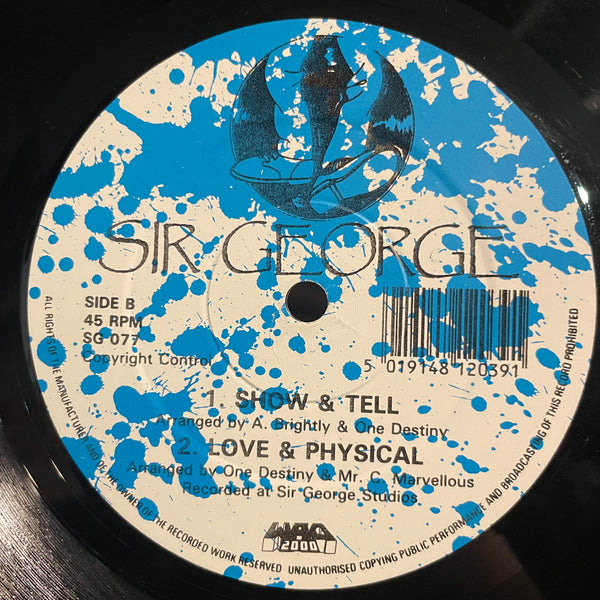 SIR GEORGE
SIDE B
45 RPM
SG 077
Copyright Control
5 019148 120391
1. SHOW & TELL
Arranged by A. Brightly & One Destiny
2. LOVE & PHYSICAL
Arranged by One Destiny & Mr. C. Marvellous
Recorded at Sir George Studios
2000
ALL RIGHTS OF THE MANUFACTURER AND OF THE OWNER OF THE RECORDED WORK RESERVED UNAUTHORISED COPYING PUBLIC PERFORMANCE AND BROADCASTING OF THIS RECORD PROHIBITED